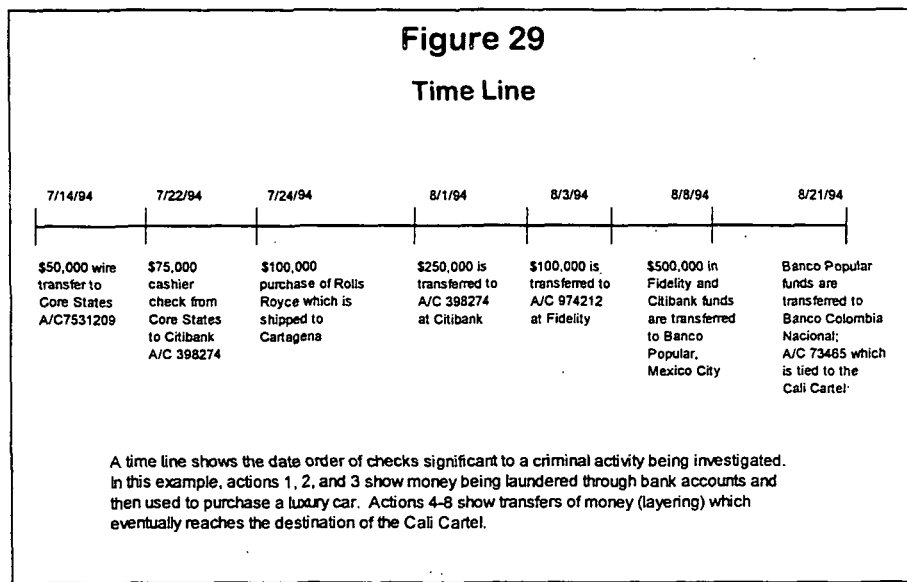 Figure 29
Time Line
7/14/94 7/22/94 7/24/94 8/1/94 8/3/94 8/8/94 8/21/94
$50,000 wire
transfer to
Core States
A/C7531209
$75,000
cashier
check from
Core States
to Citibank
A/C 398274
$100,000
purchase of Rolls
Royce which is
shipped to
Cartagena
$250,000 is
transferred to
A/C 398274
at Citibank
$100,000 is
transferred to
A/C 974212
at Fidelity
$500,000 in
Fidelity and
Citibank funds
are transferred
to Banco
Popular,
Mexico City
Banco Popular
funds are
transferred to
Banco Colombia
Nacional;
A/C 73465 which
is tied to the
Cali Cartel
A time line shows the date order of checks significant to a criminal activity being investigated.
In this example, actions 1, 2, and 3 show money being laundered through bank accounts and
then used to purchase a luxury car. Actions 4-8 show transfers of money (layering) which
eventually reaches the destination of the Cali Cartel.